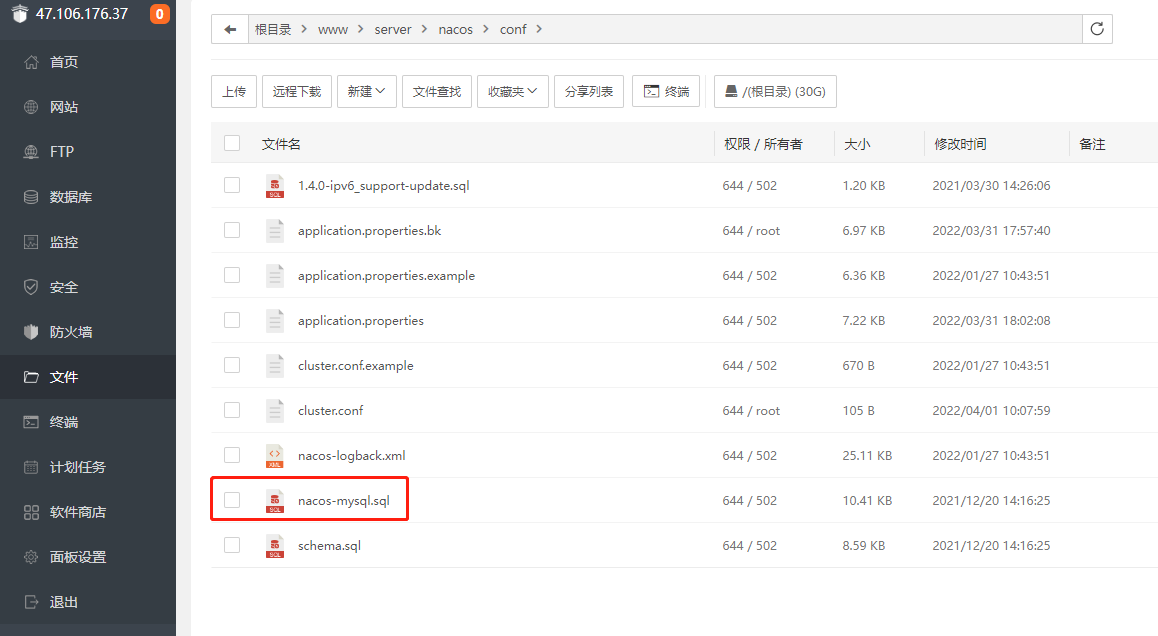 47.106.176.37 0
首页
网站
FTP
数据库
监控
安全
防火墙
文件
终端
计划任务
软件商店
面板设置
退出
根目录 > www > server > nacos > conf >
上传 远程下载 新建 文件查找 收藏夹 分享列表 终端 /(根目录) (30G)
文件名 权限 / 所有者 大小 修改时间 备注
SQL 1.4.0-ipv6_support-update.sql 644 / 502 1.20 KB 2021/03/30 14:26:06
application.properties.bk 644 / root 6.97 KB 2022/03/31 17:57:40
application.properties.example 644 / 502 6.36 KB 2022/01/27 10:43:51
application.properties 644 / 502 7.22 KB 2022/03/31 18:02:08
cluster.conf.example 644 / 502 670 B 2022/01/27 10:43:51
cluster.conf 644 / root 105 B 2022/04/01 10:07:59
XML nacos-logback.xml 644 / 502 25.11 KB 2022/01/27 10:43:51
SQL nacos-mysql.sql 644 / 502 10.41 KB 2021/12/20 14:16:25
SQL schema.sql 644 / 502 8.59 KB 2021/12/20 14:16:25